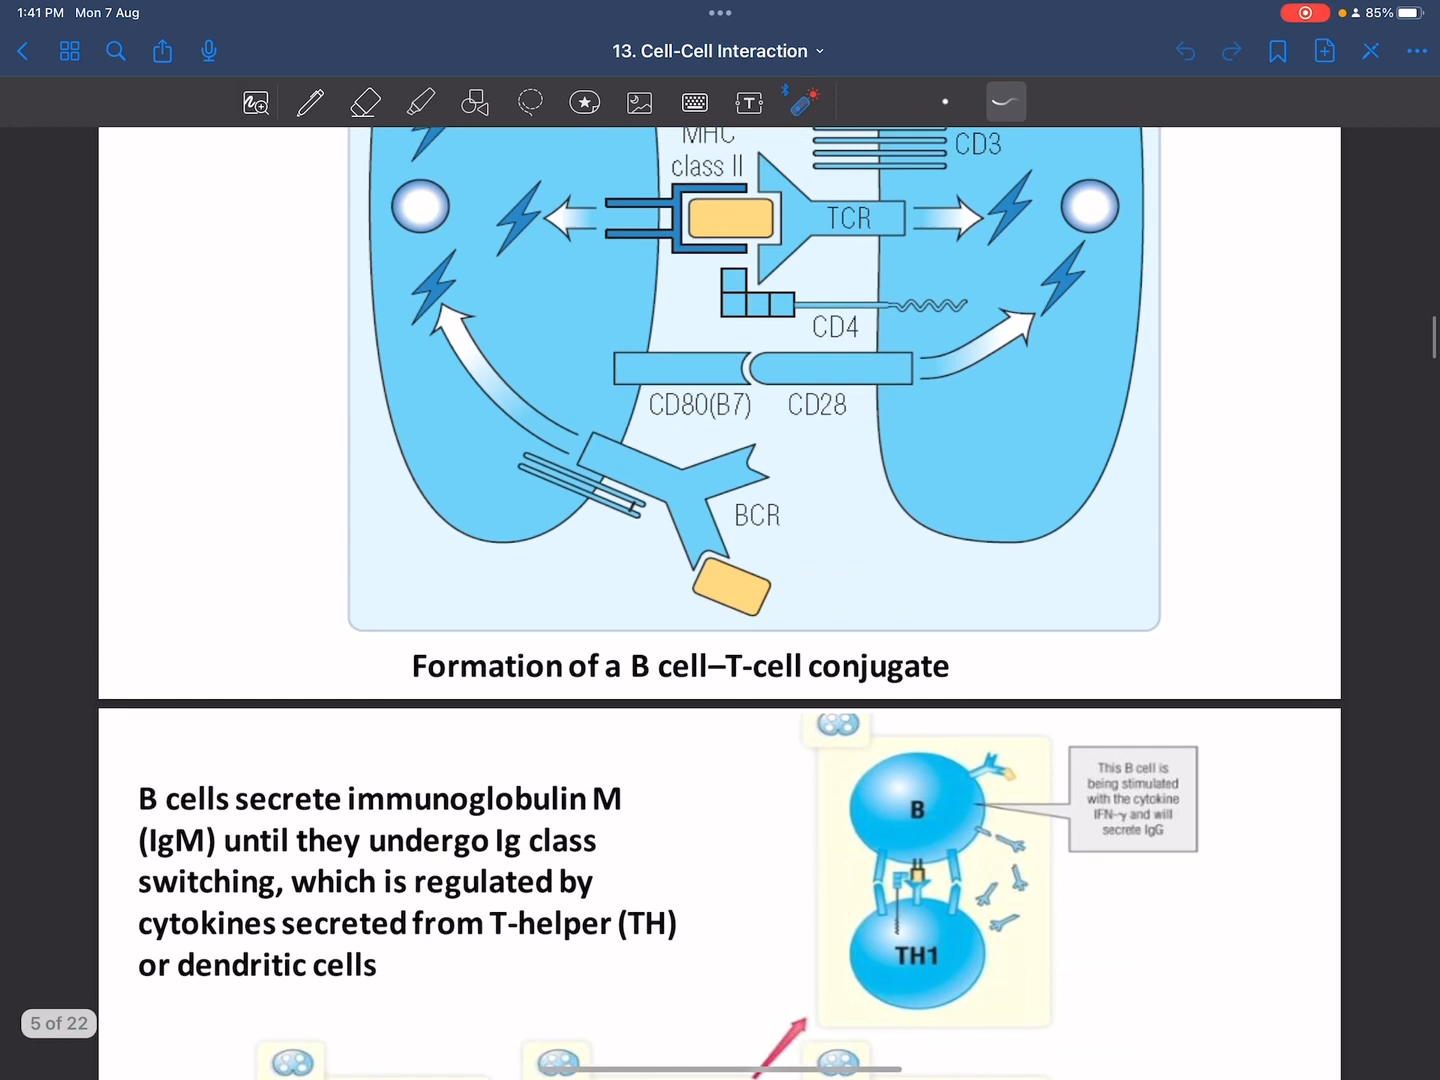 1:41 PM Mon 7 Aug
85%
13. Cell-Cell Interaction
T
MHC
class II
CD3
TCR
CD4
CD80(B7)
CD28
BCR
Formation of a B cell–T-cell conjugate
B cells secrete immunoglobulin M
(IgM) until they undergo Ig class
switching, which is regulated by
cytokines secreted from T-helper (TH)
or dendritic cells
B
TH1
This B cell is
being stimulated
with the cytokine
IFN-γ and will
secrete IgG
5 of 22